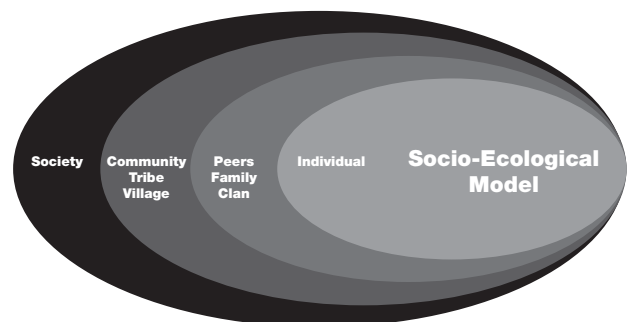 Society
Community
Tribe
Village
Peers
Family
Clan
Individual
Socio-Ecological
Model